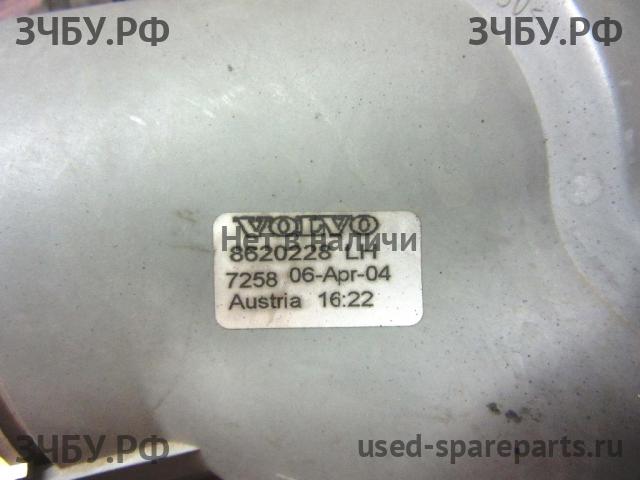 ЗЧБУ.РФ
ЗЧБУ.РФ
VOLVO
Нет в наличии
8620228 LH
7258 06-Apr-04
Austria 16:22
ЗЧБУ.РФ
used-spareparts.ru